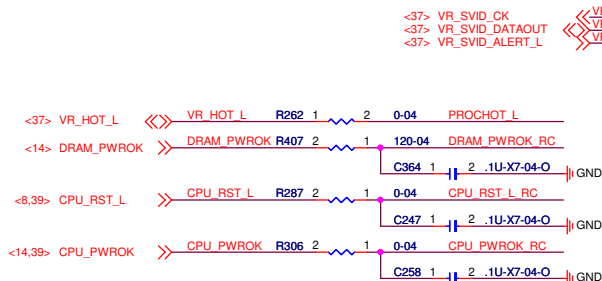 <37> VR_SVID_CK
<37> VR_SVID_DATAOUT
<37> VR_SVID_ALERT_L
<37> VR_HOT_L VR_HOT_L R262 1 2 0-04 PROCHOT_L
<14> DRAM_PWROK DRAM_PWROK R407 2 1 120-04 DRAM_PWROK_RC
C364 1 2 .1U-X7-04-O GND
<8,39> CPU_RST_L CPU_RST_L R287 2 1 0-04 CPU_RST_L_RC
C247 1 2 .1U-X7-04-O GND
<14,39> CPU_PWROK CPU_PWROK R306 2 1 0-04 CPU_PWROK_RC
C258 1 2 .1U-X7-04-O GND